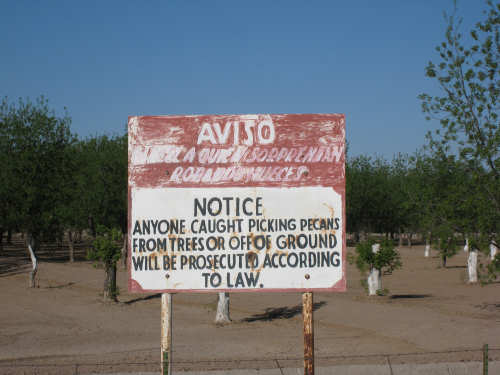 AVISO
QUE SORPRENDAN
ROBANDO NUECES
NOTICE
ANYONE CAUGHT PICKING PECANS
FROM TREES OR OFF OF GROUND
WILL BE PROSECUTED ACCORDING
TO LAW.